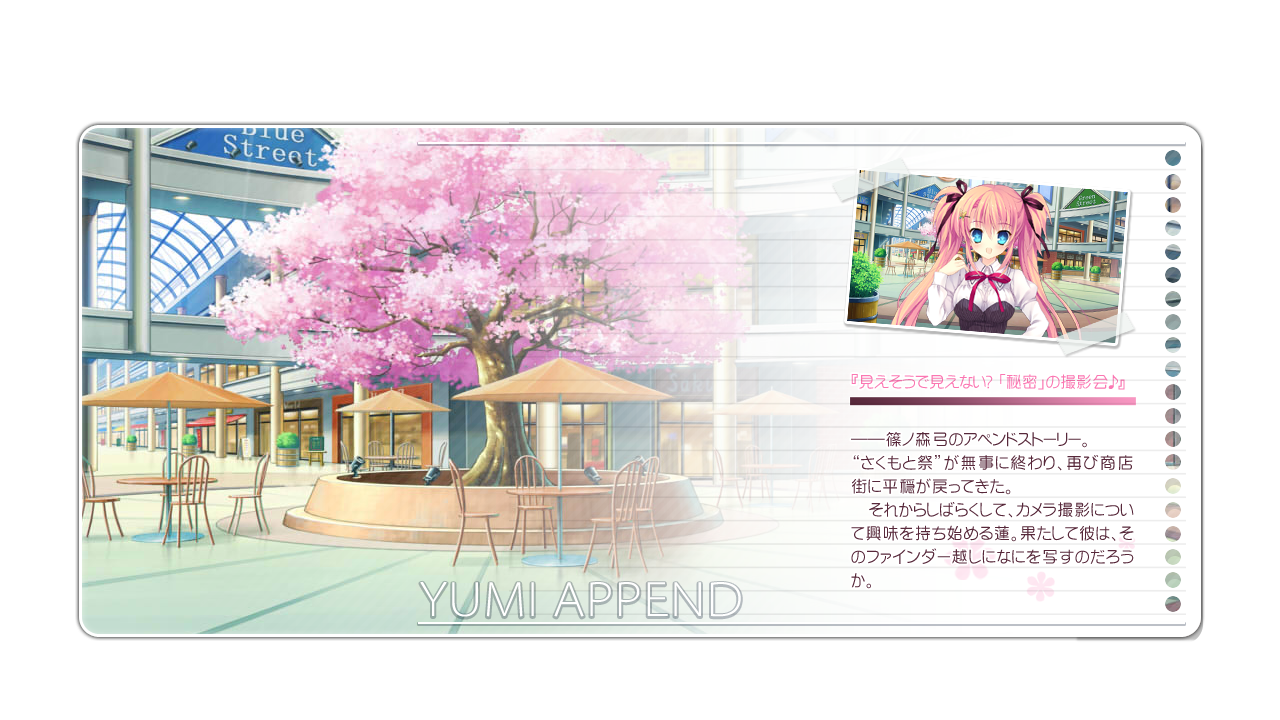 Blue
Street
Green
Street
『見えそうで見えない?「秘密」の撮影会♪』
――篠ノ森弓のアペンドストーリー。
“さくもと祭”が無事に終わり、再び商店
街に平穏が戻ってきた。
それからしばらくして、カメラ撮影につい
て興味を持ち始める蓮。果たして彼は、そ
のファインダー越しになにを写すのだろう
か。
YUMI APPEND